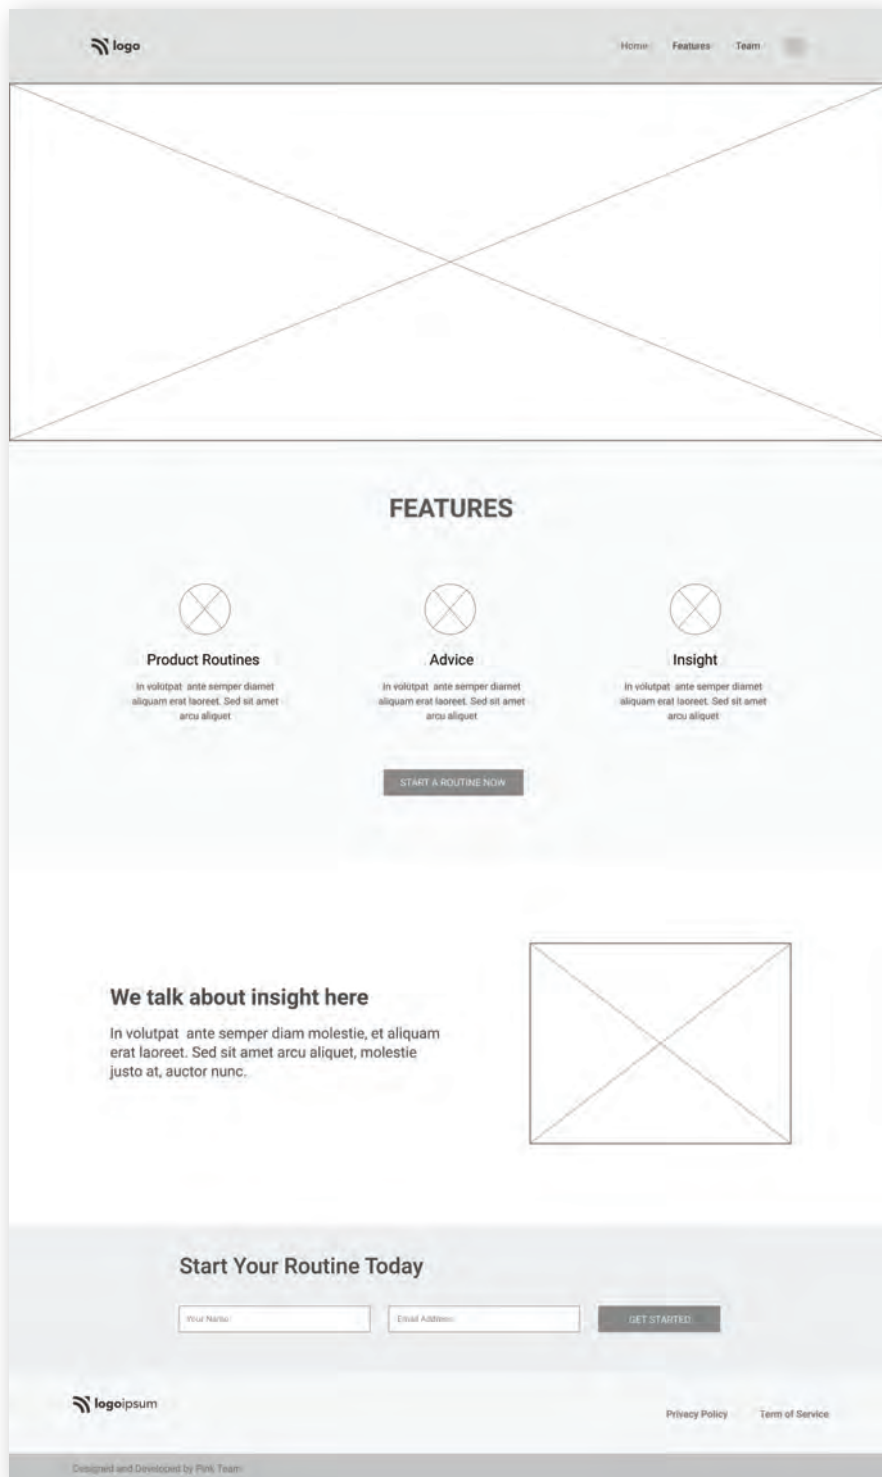 logo
Home Features Team
FEATURES
Product Routines
In volutpat ante semper diamet
aliquam erat laoreet. Sed sit amet
arcu aliquet
Advice
In volutpat ante semper diamet
aliquam erat laoreet. Sed sit amet
arcu aliquet
Insight
In volutpat ante semper diamet
aliquam erat laoreet. Sed sit amet
arcu aliquet
START A ROUTINE NOW
We talk about insight here
In volutpat ante semper diam molestie, et aliquam
erat laoreet. Sed sit amet arcu aliquet, molestie
justo at, auctor nunc.
Start Your Routine Today
Your Name
Email Address
GET STARTED
logoipsum
Privacy Policy Term of Service
Designed and Developed by Pink Team